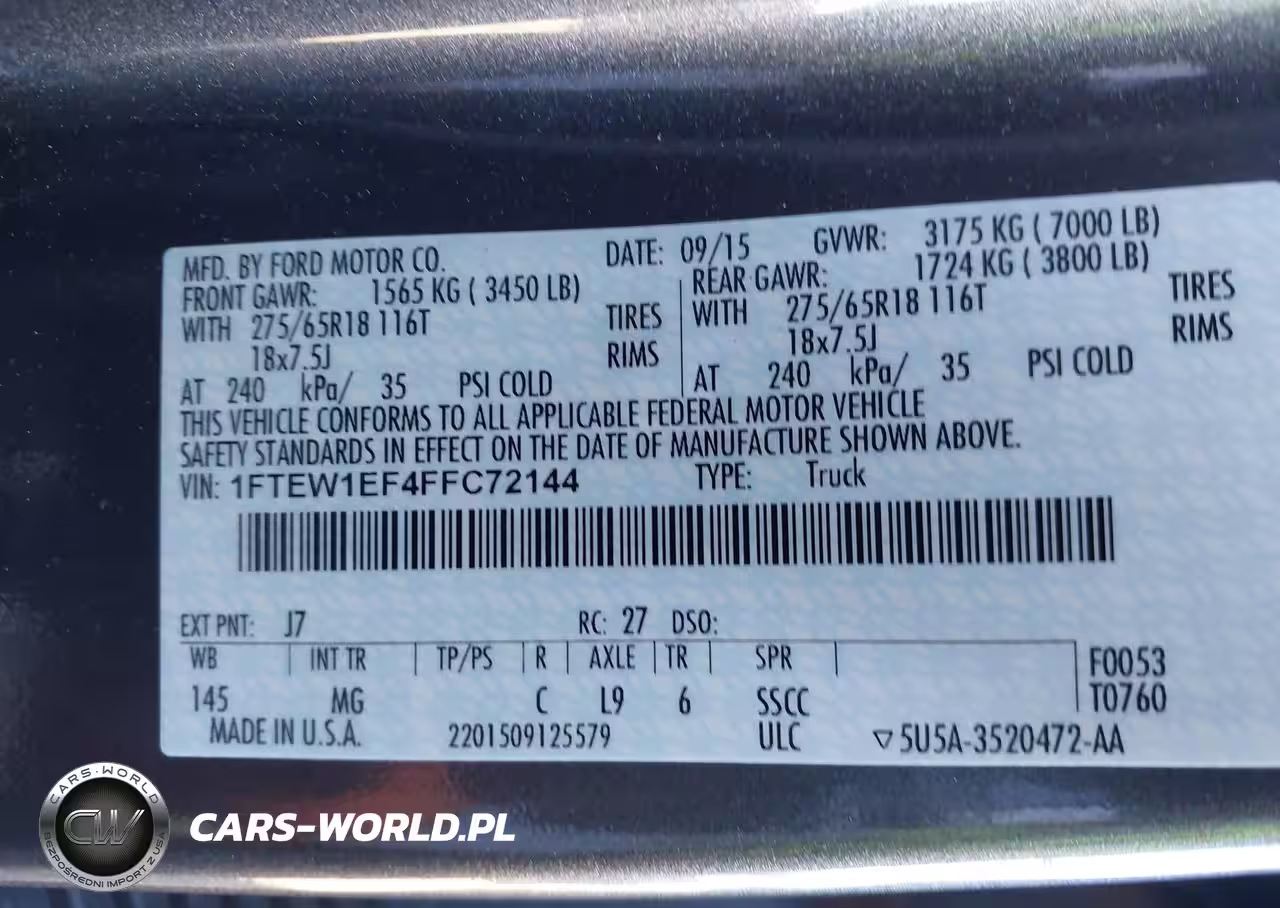 MFD. BY FORD MOTOR CO. DATE: 09/15 GVWR: 3175 KG ( 7000 LB)
FRONT GAWR: 1565 KG ( 3450 LB) REAR GAWR: 1724 KG ( 3800 LB)
WITH 275/65R18 116T TIRES WITH 275/65R18 116T TIRES
18x7.5J RIMS 18x7.5J RIMS
AT 240 kPa/ 35 PSI COLD AT 240 kPa/ 35 PSI COLD
THIS VEHICLE CONFORMS TO ALL APPLICABLE FEDERAL MOTOR VEHICLE
SAFETY STANDARDS IN EFFECT ON THE DATE OF MANUFACTURE SHOWN ABOVE.
VIN: 1FTEW1EF4FFC72144 TYPE: Truck
EXT PNT: J7 RC: 27 DSO:
WB INT TR TP/PS R AXLE TR SPR F0053
145 MG C L9 6 SSCC T0760
MADE IN U.S.A. 2201509125579 ULC ▽5U5A-3520472-AA
CARS-WORLD
CW
BEZPOŚREDNI IMPORT Z USA
CARS-WORLD.PL